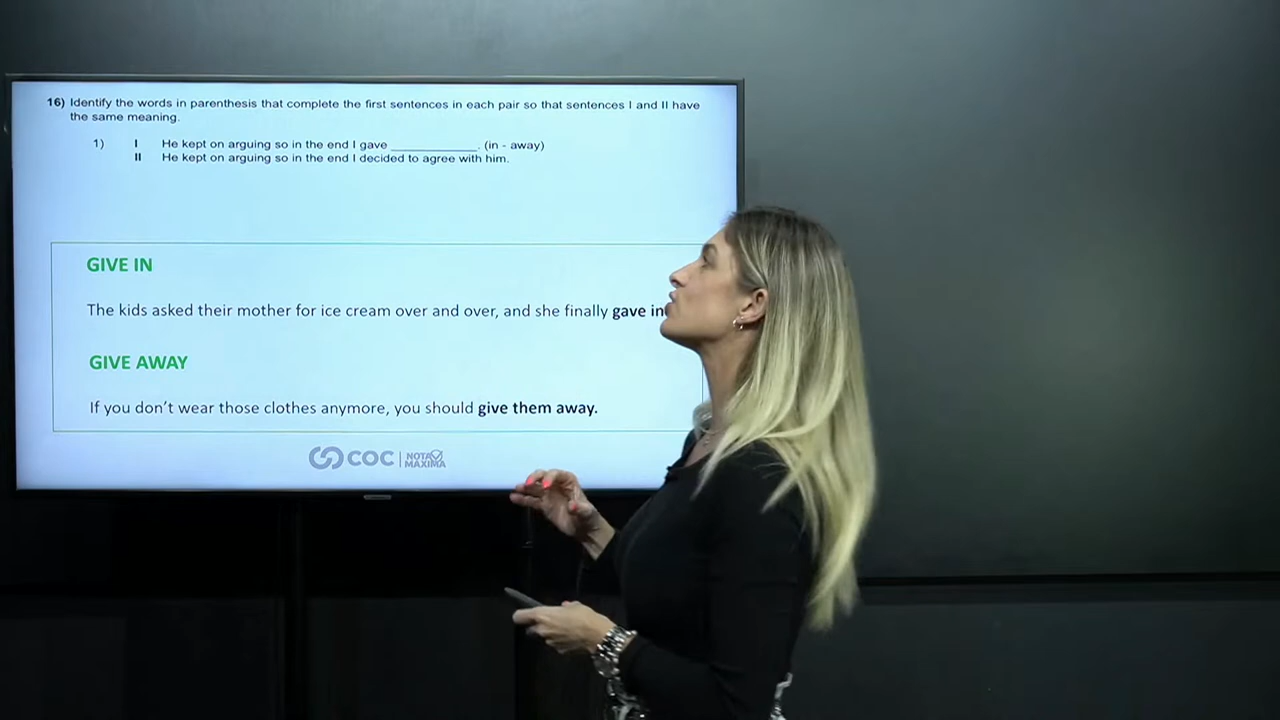 16) Identify the words in parenthesis that complete the first sentences in each pair so that sentences I and II have
the same meaning.
1) I He kept on arguing so in the end I gave ____________. (in - away)
II He kept on arguing so in the end I decided to agree with him.
GIVE IN
The kids asked their mother for ice cream over and over, and she finally gave in
GIVE AWAY
If you don't wear those clothes anymore, you should give them away.
COC NOTA
MÁXIMA